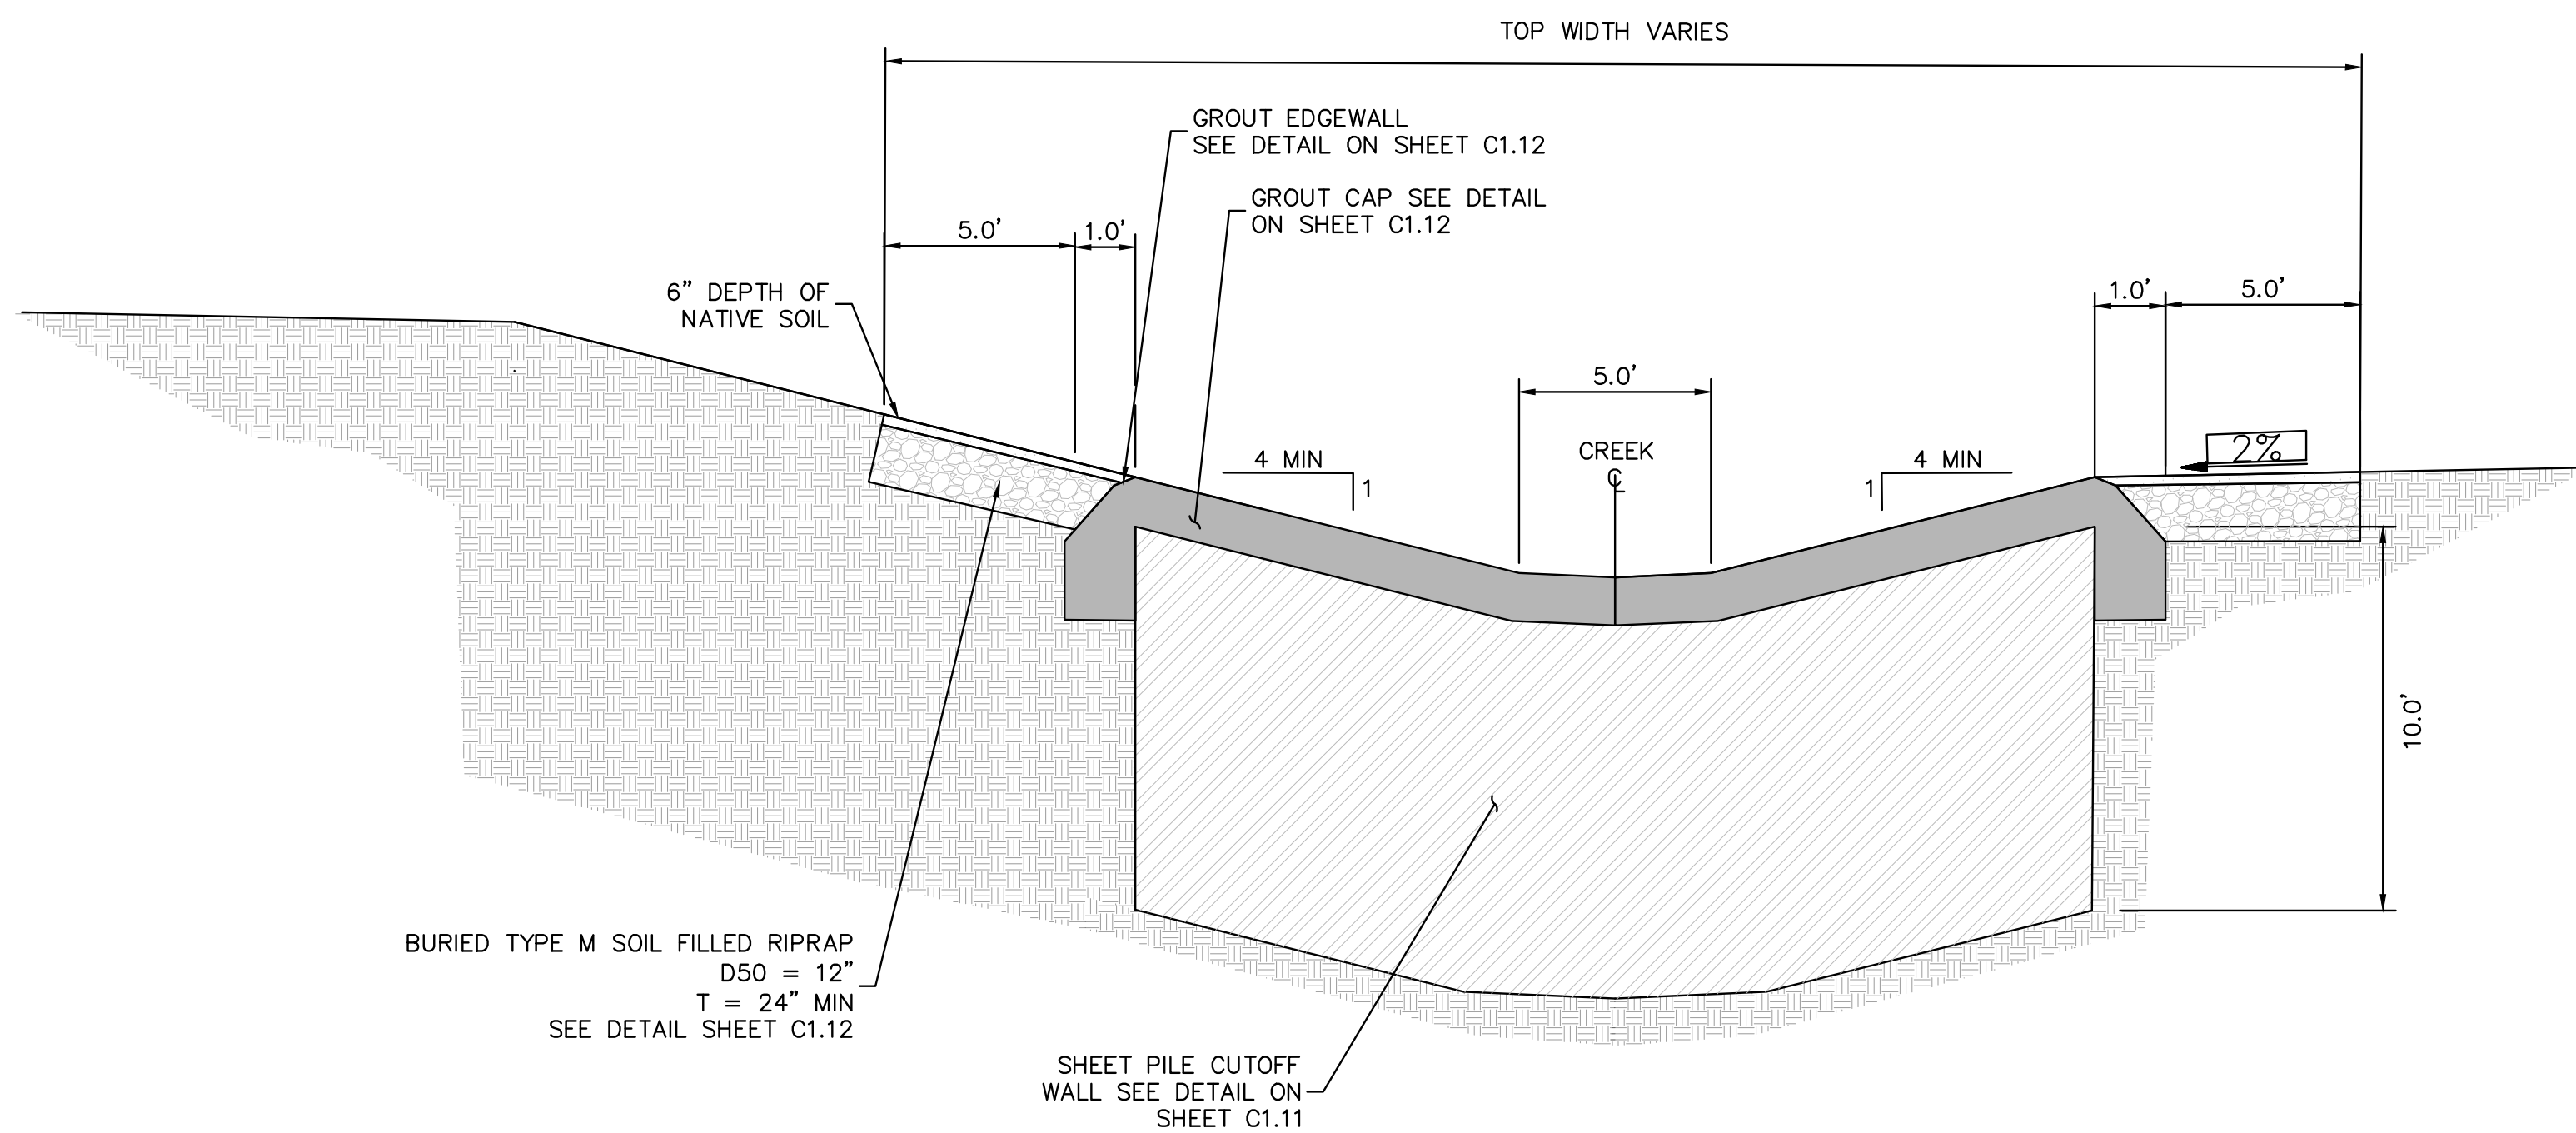 TOP WIDTH VARIES
GROUT EDGEWALL
SEE DETAIL ON SHEET C1.12
GROUT CAP SEE DETAIL
ON SHEET C1.12
5.0'
1.0'
6" DEPTH OF
NATIVE SOIL
1.0'
5.0'
5.0'
2%
CREEK
℄
4 MIN
1
4 MIN
1
10.0'
BURIED TYPE M SOIL FILLED RIPRAP
D50 = 12"
T = 24" MIN
SEE DETAIL SHEET C1.12
SHEET PILE CUTOFF
WALL SEE DETAIL ON
SHEET C1.11